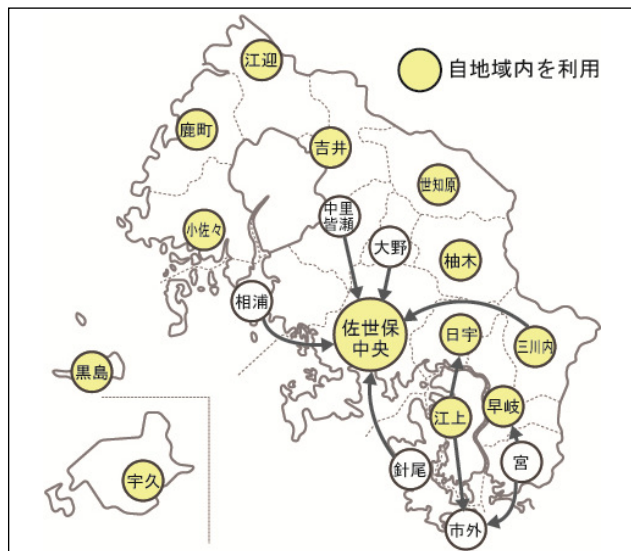 江迎
自地域内を利用
鹿町
吉井
世知原
中里
皆瀬
小佐々
大野
柚木
相浦
佐世保
中央
日宇
三川内
黒島
江上
早岐
針尾
宮
宇久
市外